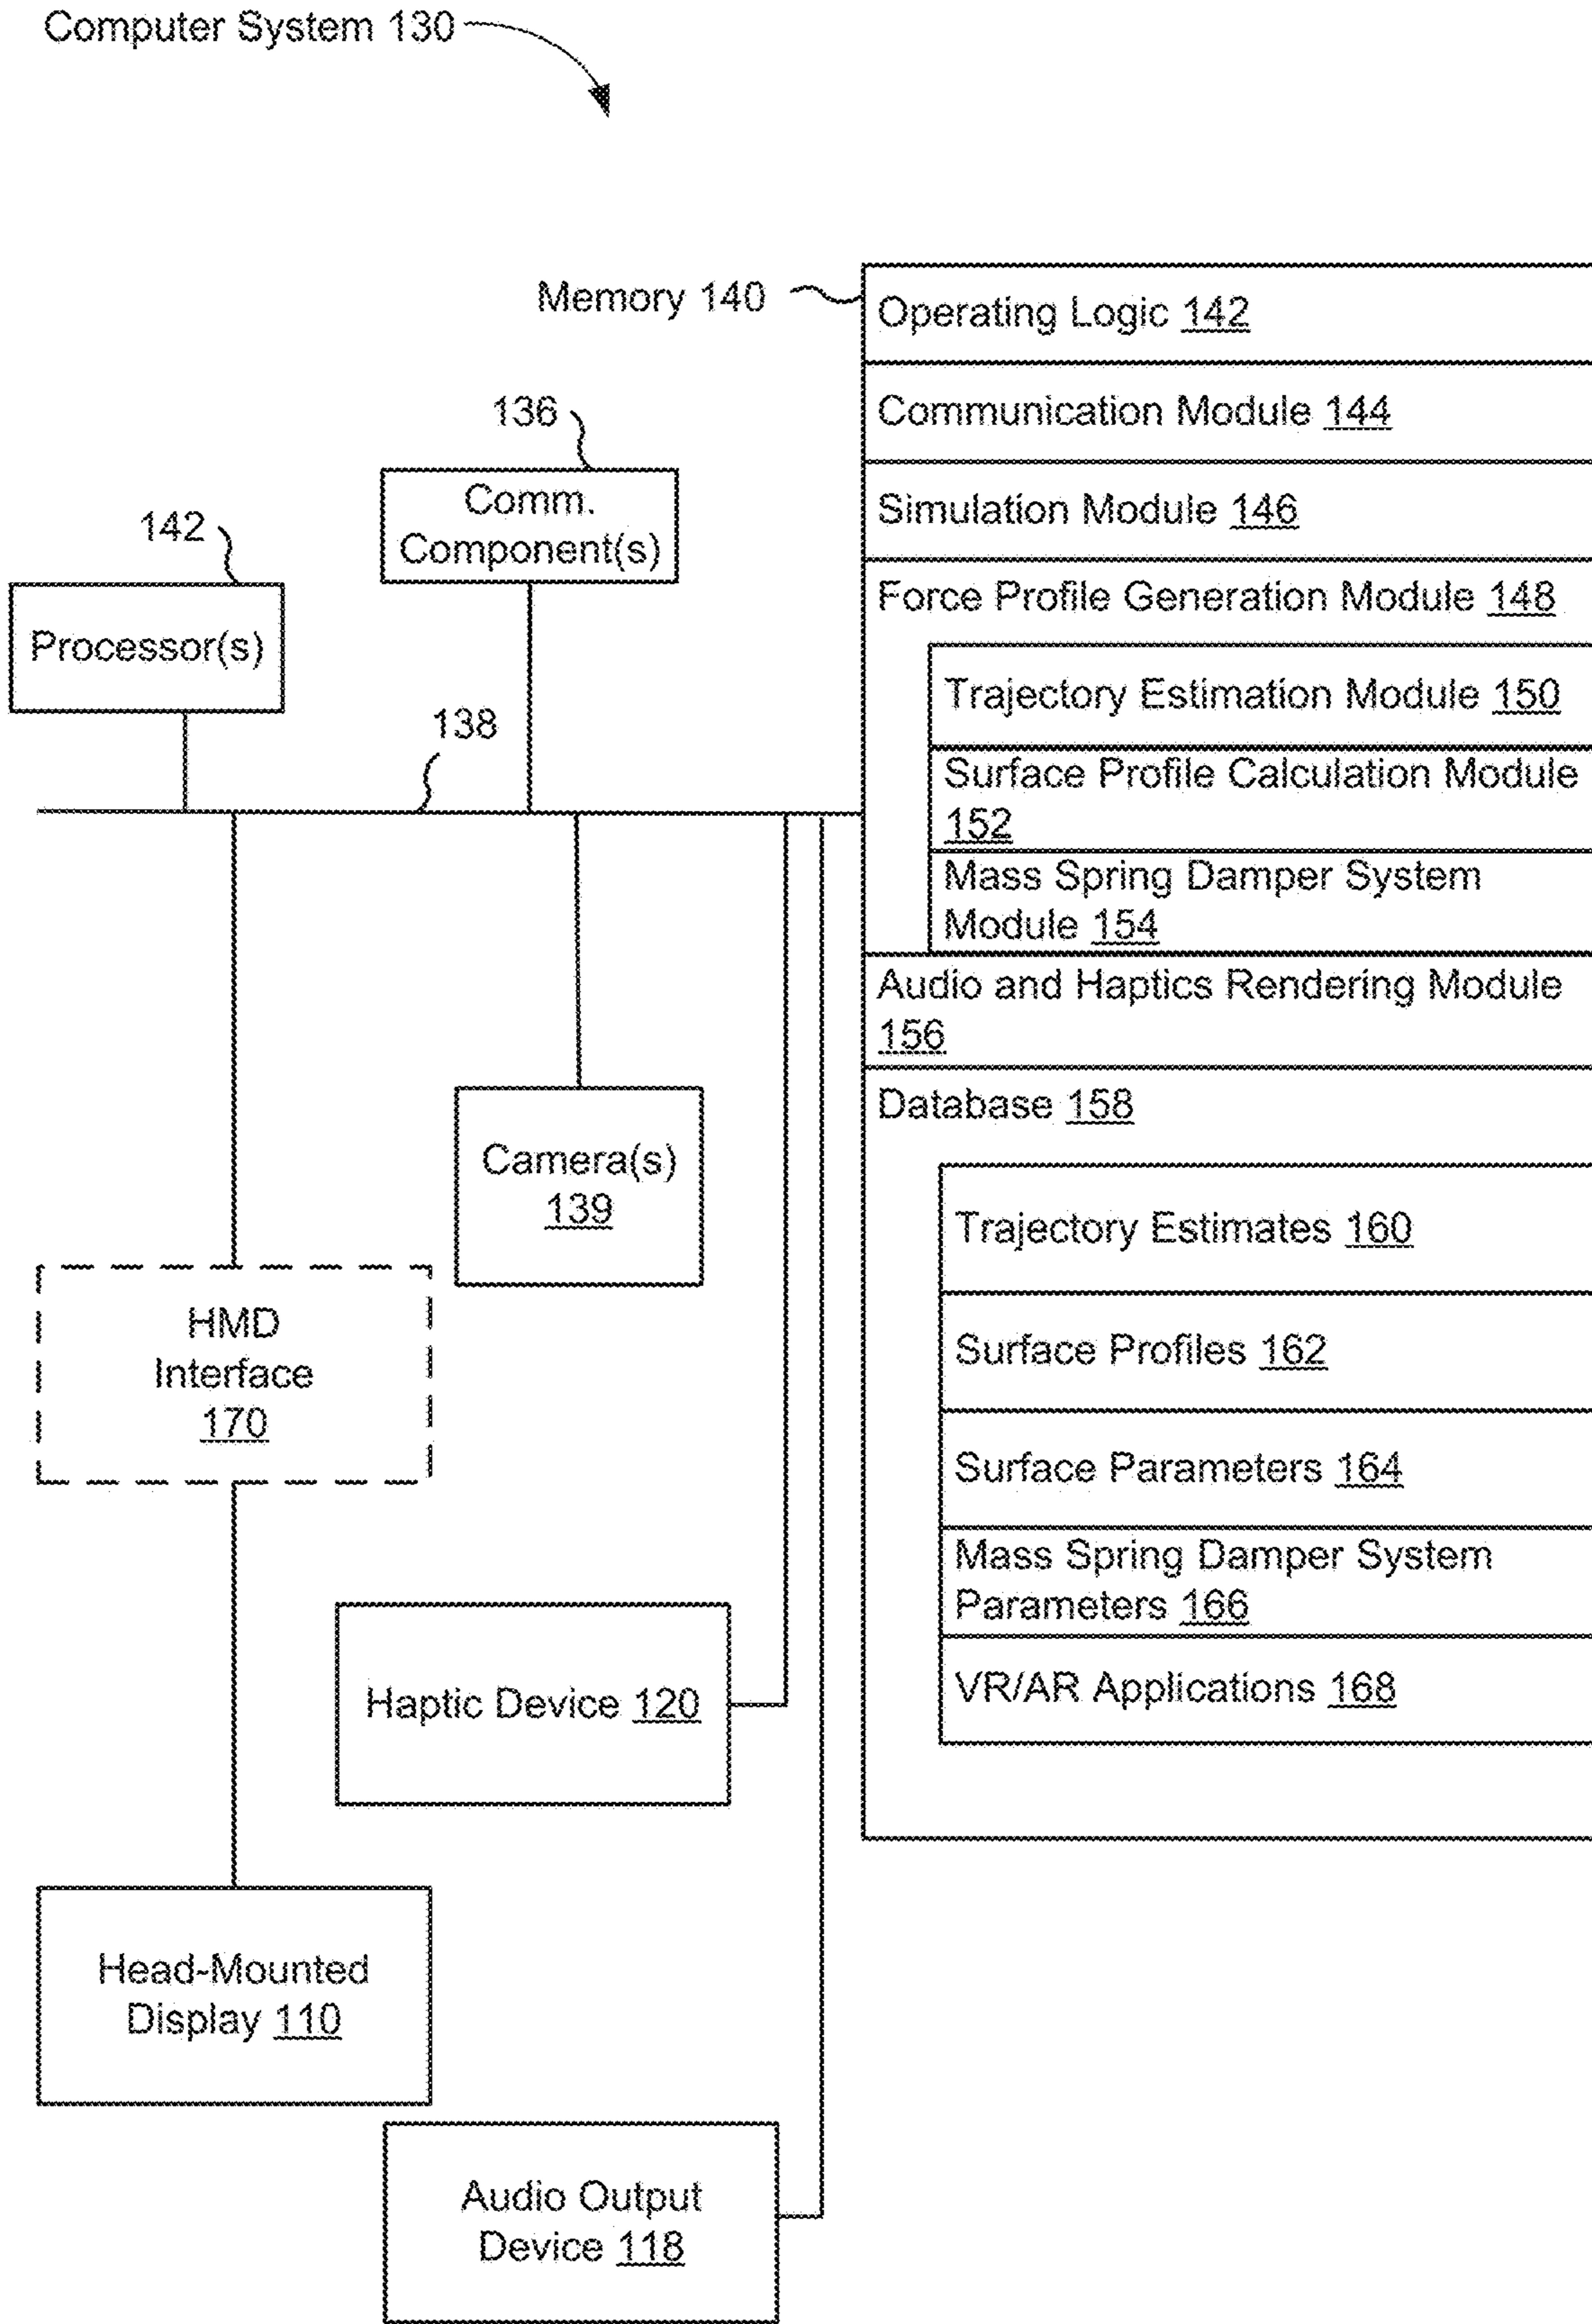 Computer System 130
Memory 140
Operating Logic 142
Communication Module 144
Simulation Module 146
Force Profile Generation Module 148
Trajectory Estimation Module 150
Surface Profile Calculation Module
152
Mass Spring Damper System
Module 154
Audio and Haptics Rendering Module
156
Database 158
Trajectory Estimates 160
Surface Profiles 162
Surface Parameters 164
Mass Spring Damper System
Parameters 166
VR/AR Applications 168
136
Comm.
Component(s)
142
Processor(s)
138
Camera(s)
139
HMD
Interface
170
Haptic Device 120
Head-Mounted
Display 110
Audio Output
Device 118